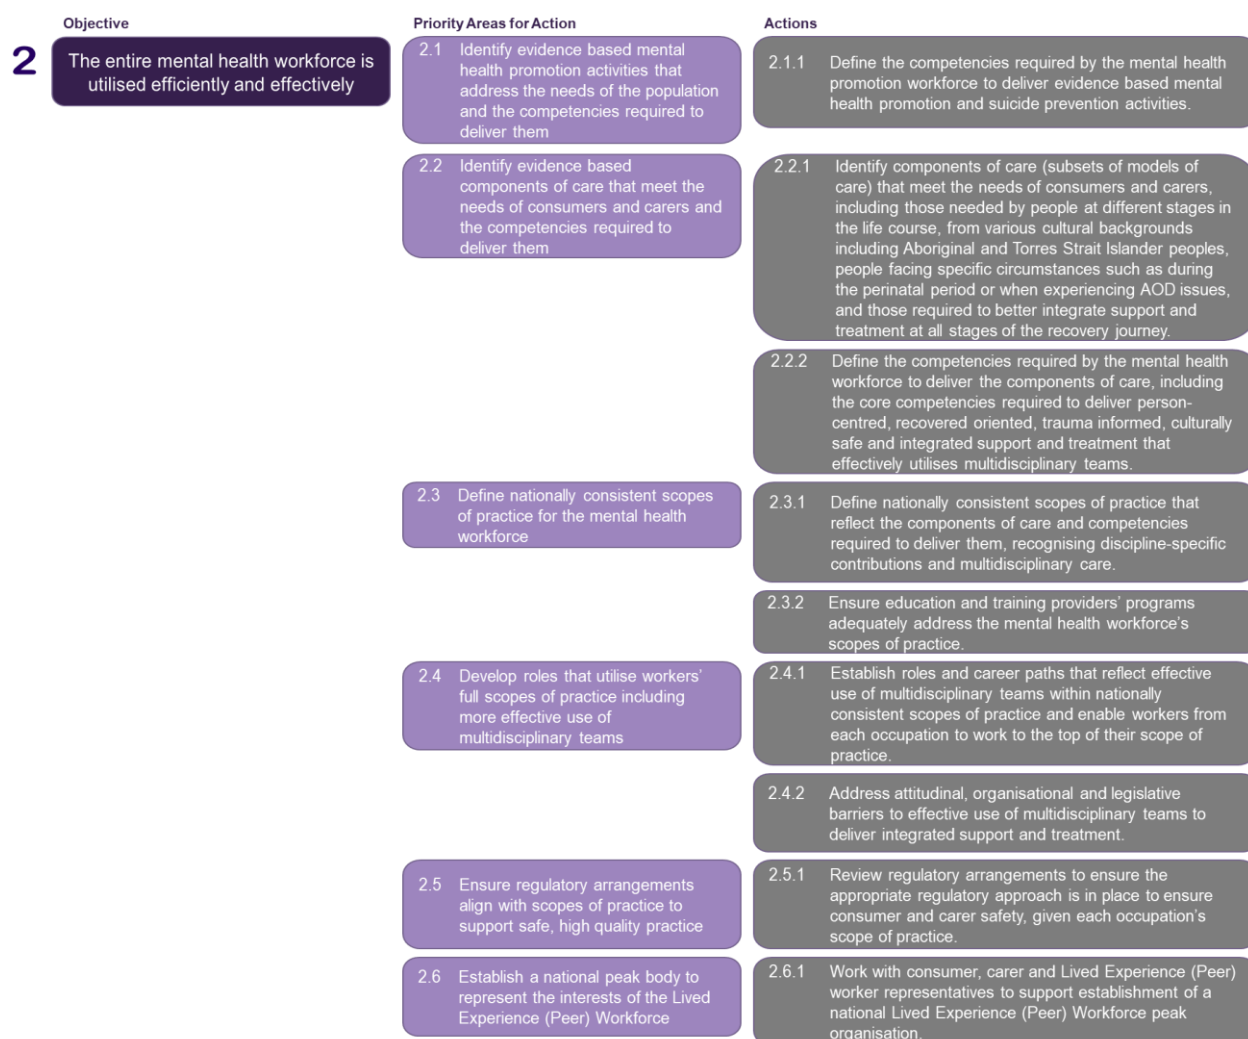 Objective
Priority Areas for Action
Actions
2
The entire mental health workforce is
utilised efficiently and effectively
2.1 Identify evidence based mental
health promotion activities that
address the needs of the population
and the competencies required to
deliver them
2.1.1 Define the competencies required by the mental health
promotion workforce to deliver evidence based mental
health promotion and suicide prevention activities.
2.2 Identify evidence based
components of care that meet the
needs of consumers and carers and
the competencies required to
deliver them
2.2.1 Identify components of care (subsets of models of
care) that meet the needs of consumers and carers,
including those needed by people at different stages in
the life course, from various cultural backgrounds
including Aboriginal and Torres Strait Islander peoples,
people facing specific circumstances such as during
the perinatal period or when experiencing AOD issues,
and those required to better integrate support and
treatment at all stages of the recovery journey.
2.2.2 Define the competencies required by the mental health
workforce to deliver the components of care, including
the core competencies required to deliver person-
centred, recovered oriented, trauma informed, culturally
safe and integrated support and treatment that
effectively utilises multidisciplinary teams.
2.3 Define nationally consistent scopes
of practice for the mental health
workforce
2.3.1 Define nationally consistent scopes of practice that
reflect the components of care and competencies
required to deliver them, recognising discipline-specific
contributions and multidisciplinary care.
2.3.2 Ensure education and training providers' programs
adequately address the mental health workforce's
scopes of practice.
2.4 Develop roles that utilise workers'
full scopes of practice including
more effective use of
multidisciplinary teams
2.4.1 Establish roles and career paths that reflect effective
use of multidisciplinary teams within nationally
consistent scopes of practice and enable workers from
each occupation to work to the top of their scope of
practice.
2.4.2 Address attitudinal, organisational and legislative
barriers to effective use of multidisciplinary teams to
deliver integrated support and treatment.
2.5 Ensure regulatory arrangements
align with scopes of practice to
support safe, high quality practice
2.5.1 Review regulatory arrangements to ensure the
appropriate regulatory approach is in place to ensure
consumer and carer safety, given each occupation's
scope of practice.
2.6 Establish a national peak body to
represent the interests of the Lived
Experience (Peer) Workforce
2.6.1 Work with consumer, carer and Lived Experience (Peer)
worker representatives to support establishment of a
national Lived Experience (Peer) Workforce peak
organisation.